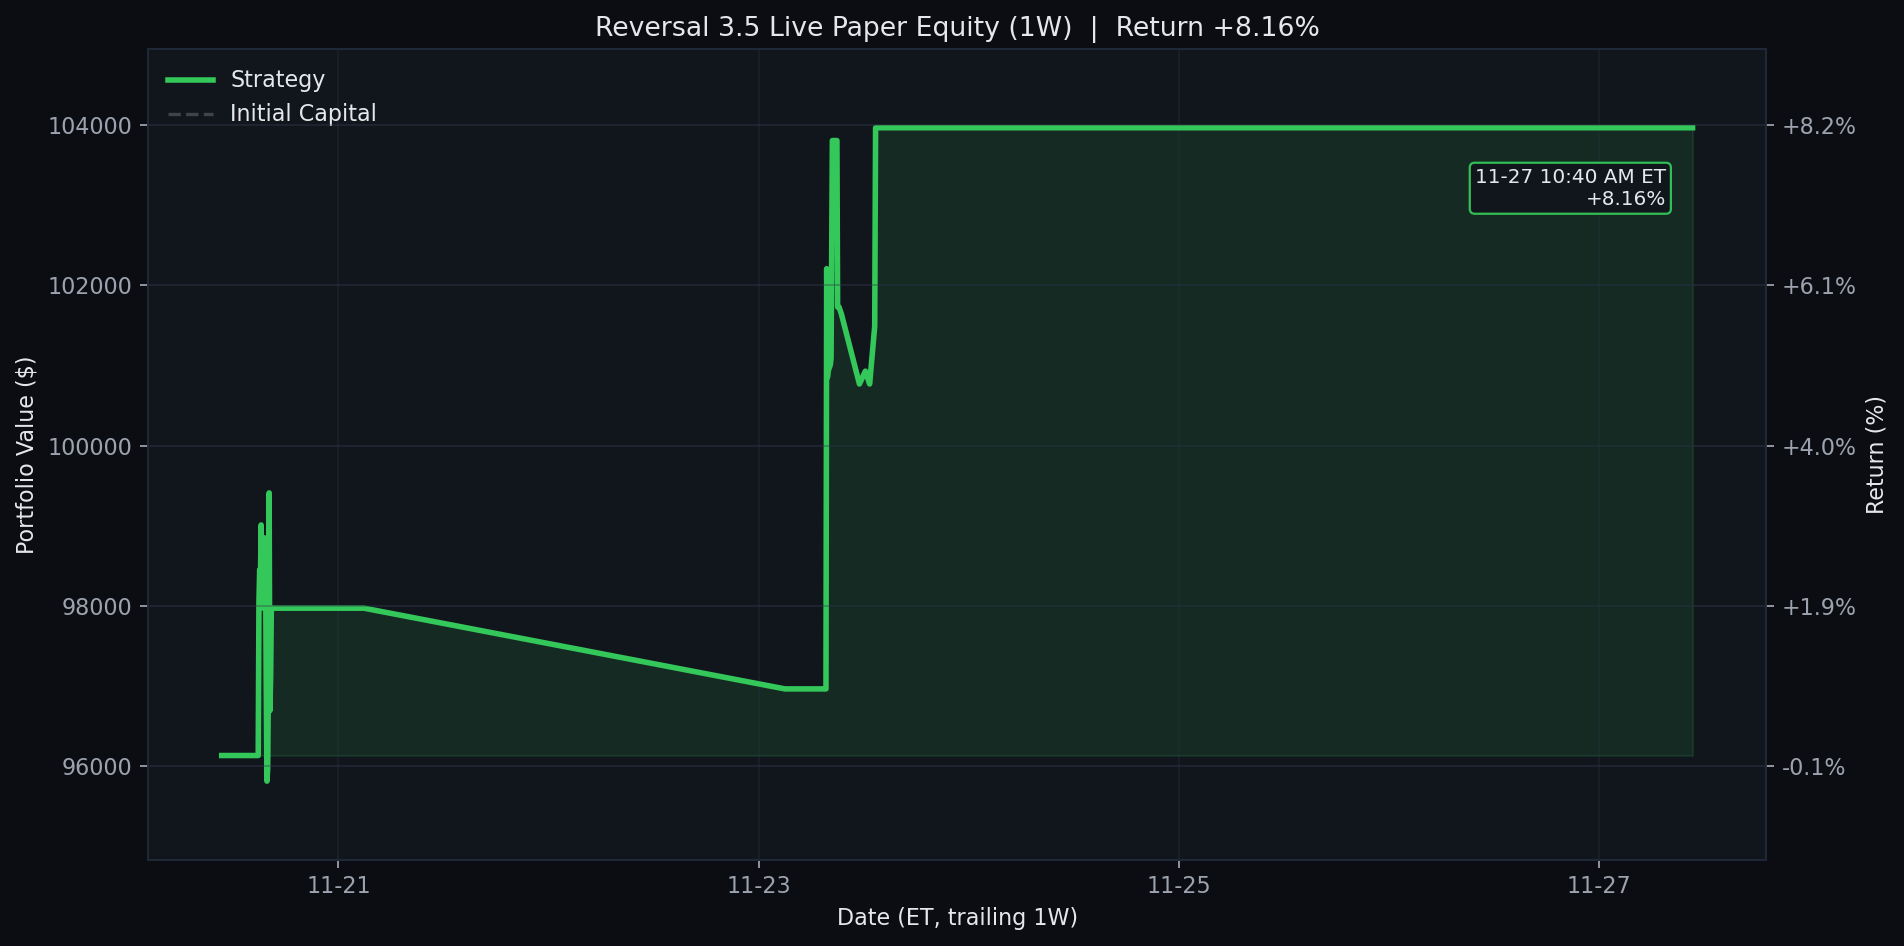 Reversal 3.5 Live Paper Equity (1W)  |  Return +8.16%
Strategy
Initial Capital
Portfolio Value ($)
104000
102000
100000
98000
96000
+8.2%
+6.1%
+4.0%
+1.9%
-0.1%
Return (%)
11-27 10:40 AM ET
+8.16%
11-21
11-23
11-25
11-27
Date (ET, trailing 1W)